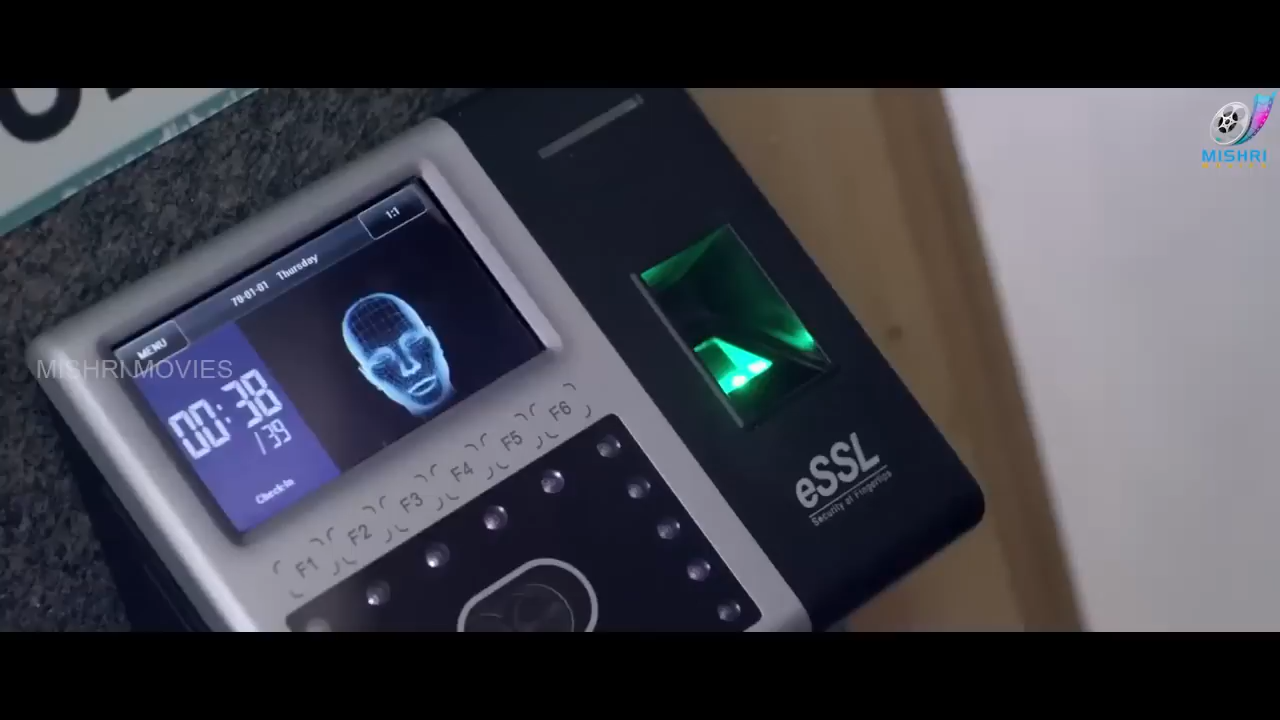 MISHRI
MISHRI MOVIES
1:1
70-01-01 Thursday
MENU
00:38
/39
Check-In
F1 F2 F3 F4 F5 F6
eSSL
Security at Fingertips